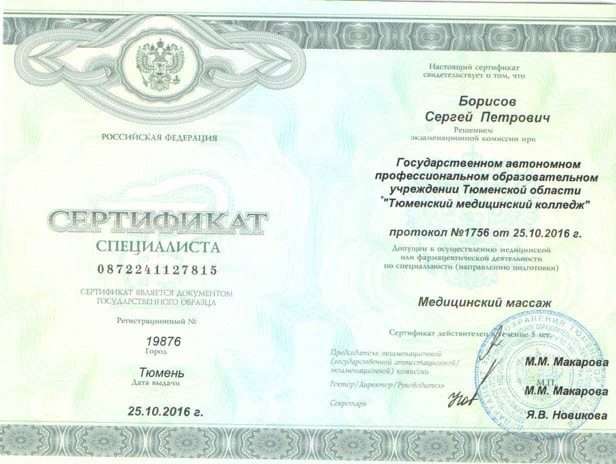 РОССИЙСКАЯ ФЕДЕРАЦИЯ
СЕРТИФИКАТ
СПЕЦИАЛИСТА
0872241127815
СЕРТИФИКАТ ЯВЛЯЕТСЯ ДОКУМЕНТОМ
ГОСУДАРСТВЕННОГО ОБРАЗЦА
Регистрационный №
19876
Город
Тюмень
Дата выдачи
25.10.2016 г.
Настоящий сертификат
свидетельствует о том, что
Борисов
Сергей Петрович
Решением
экзаменационной комиссии при
Государственном автономном
профессиональном образовательном
учреждении Тюменской области
"Тюменский медицинский колледж"
протокол №1756 от 25.10.2016 г.
Допущен к осуществлению медицинской
или фармацевтической деятельности
по специальности (направлению подготовки)
Медицинский массаж
Сертификат действителен в течение 5 лет.
Председатель экзаменационной
(государственной аттестационной/
экзаменационной) комиссии
М.М. Макарова
Ректор/Директор/Руководитель
М.П.
М.М. Макарова
Секретарь
Я.В. Новикова